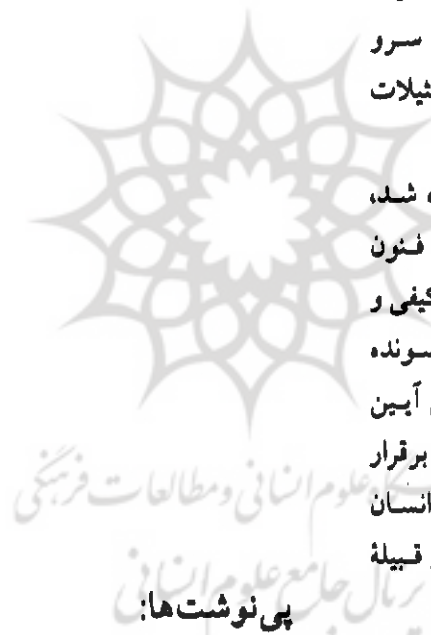 سرو
ثیلات
شد،
فنون
کیفی و
سونده
آیین
برقرار
علوم انسانی و مطالعات فرهنگی
انسان
قبیلهٔ
پرتال جامع علوم انسانی
پی‌نوشت‌ها: